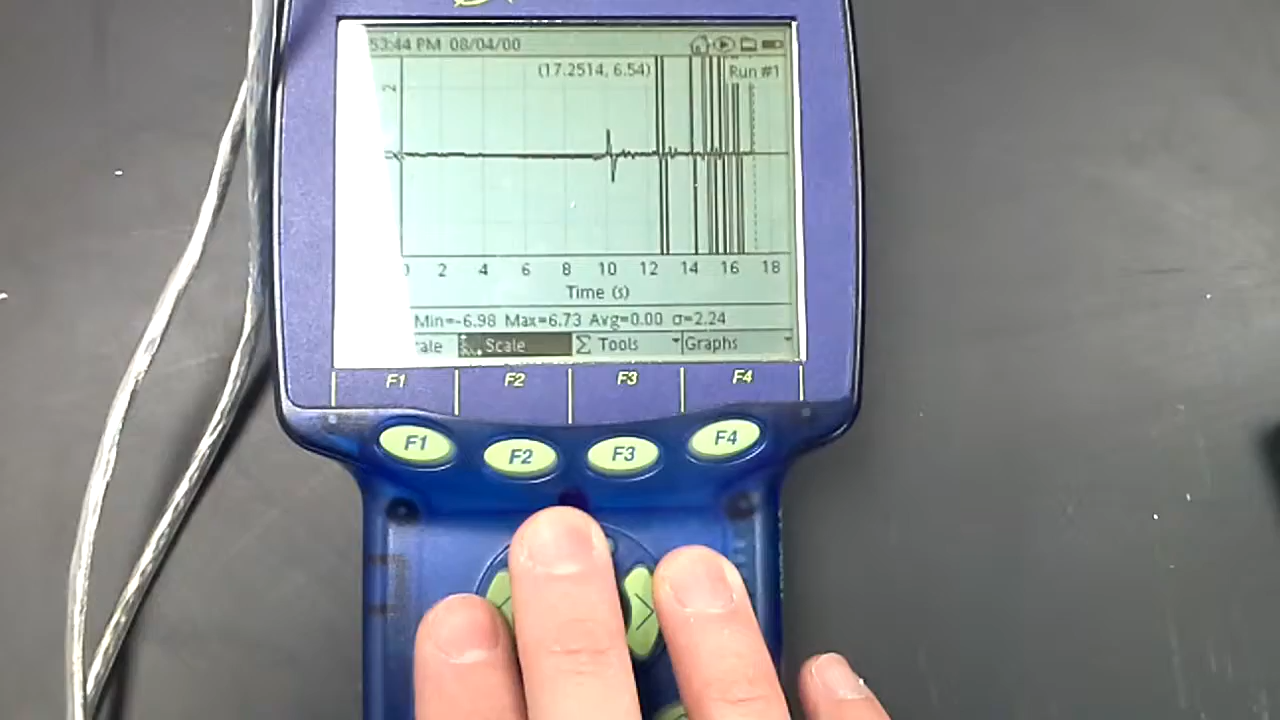 53:44 PM 08/04/00
(17.2514, 6.54)
Run #1
2
0 2 4 6 8 10 12 14 16 18
Time (s)
Min=-6.98 Max=6.73 Avg=0.00 σ=2.24
ale Scale Σ Tools Graphs
F1 F2 F3 F4
F1 F2 F3 F4